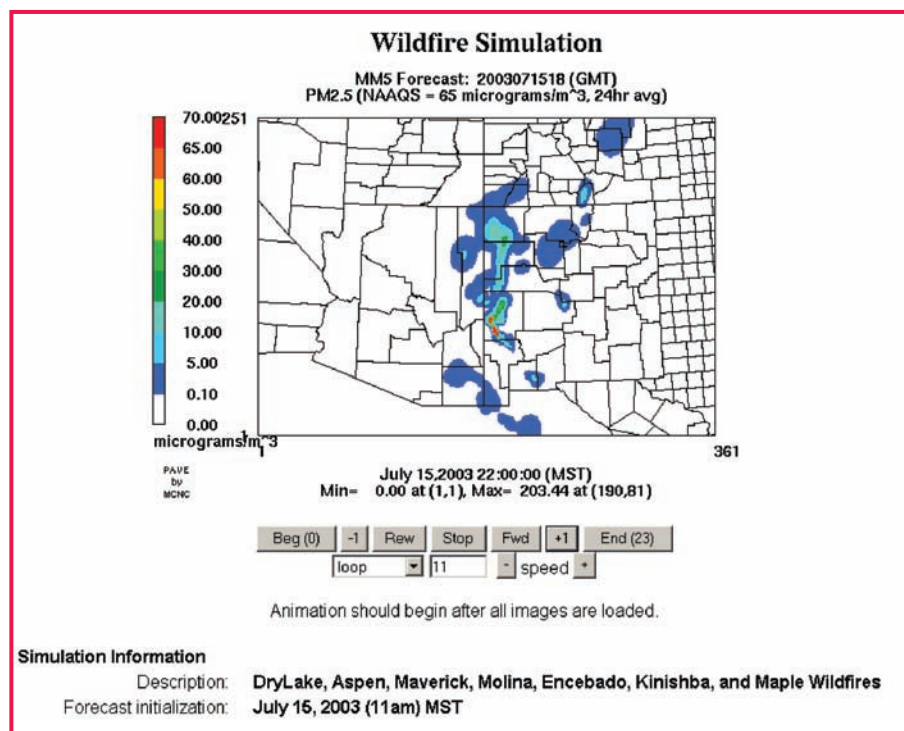 Wildfire Simulation
MM5 Forecast: 2003071518 (GMT)
PM2.5 (NAAQS = 65 micrograms/m^3, 24hr avg)
70.00 251
65.00
60.00
50.00
40.00
30.00
20.00
10.00
5.00
0.10
0.00
micrograms/m^3
1
1 361
PAVE
by
MCNC
July 15,2003 22:00:00 (MST)
Min= 0.00 at (1,1), Max= 203.44 at (190,81)
Beg (0) -1 Rew Stop Fwd +1 End (23)
loop 11 - speed +
Animation should begin after all images are loaded.
Simulation Information
Description: DryLake, Aspen, Maverick, Molina, Encebado, Kinishba, and Maple Wildfires
Forecast initialization: July 15, 2003 (11am) MST